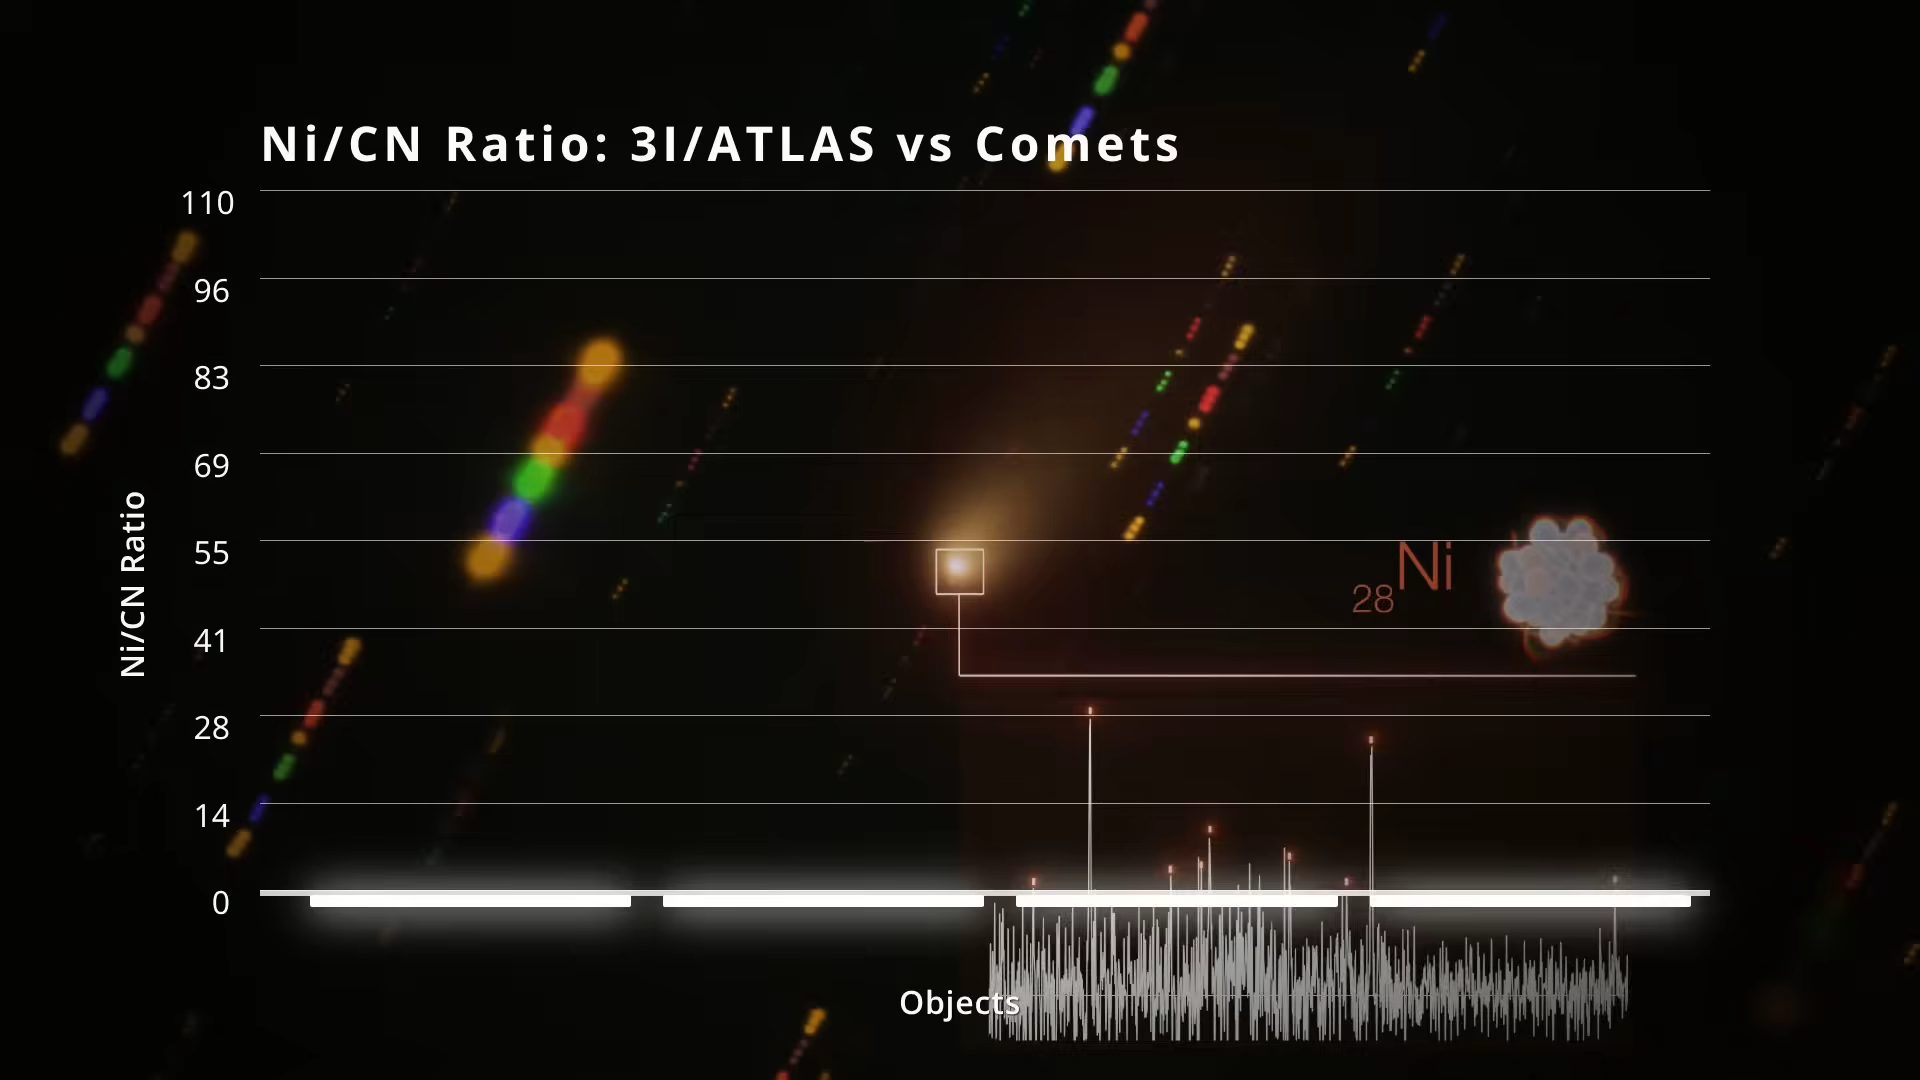 Ni/CN Ratio: 3I/ATLAS vs Comets
110
96
83
69
55
41
28
14
0
Ni/CN Ratio
28Ni
Objects